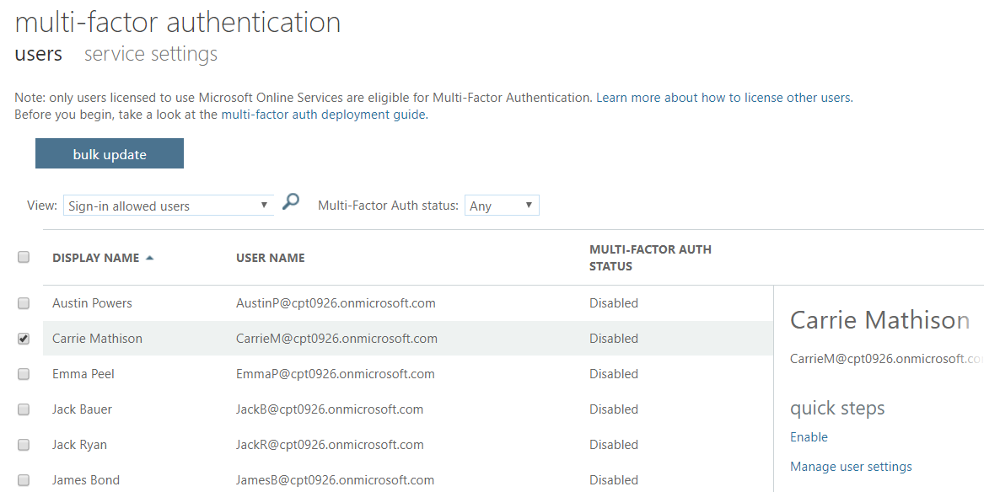 multi-factor authentication
users service settings
Note: only users licensed to use Microsoft Online Services are eligible for Multi-Factor Authentication. Learn more about how to license other users.
Before you begin, take a look at the multi-factor auth deployment guide.
bulk update
View: Sign-in allowed users Multi-Factor Auth status: Any
DISPLAY NAME USER NAME MULTI-FACTOR AUTH
STATUS
Austin Powers AustinP@cpt0926.onmicrosoft.com Disabled
Carrie Mathison
Carrie Mathison CarrieM@cpt0926.onmicrosoft.com Disabled
CarrieM@cpt0926.onmicrosoft.co
Emma Peel EmmaP@cpt0926.onmicrosoft.com Disabled
Jack Bauer JackB@cpt0926.onmicrosoft.com Disabled
quick steps
Jack Ryan JackR@cpt0926.onmicrosoft.com Disabled
Enable
Manage user settings
James Bond JamesB@cpt0926.onmicrosoft.com Disabled